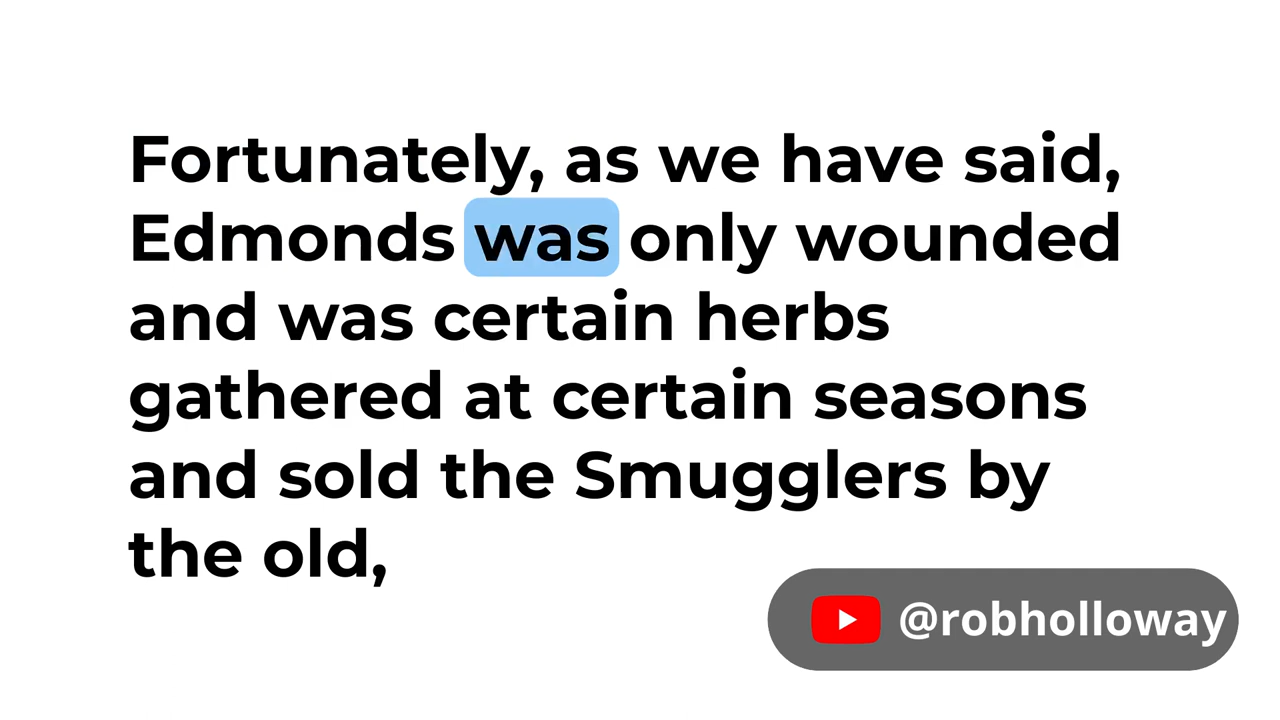 Fortunately, as we have said,
Edmonds was only wounded
and was certain herbs
gathered at certain seasons
and sold the Smugglers by
the old,
@robholloway